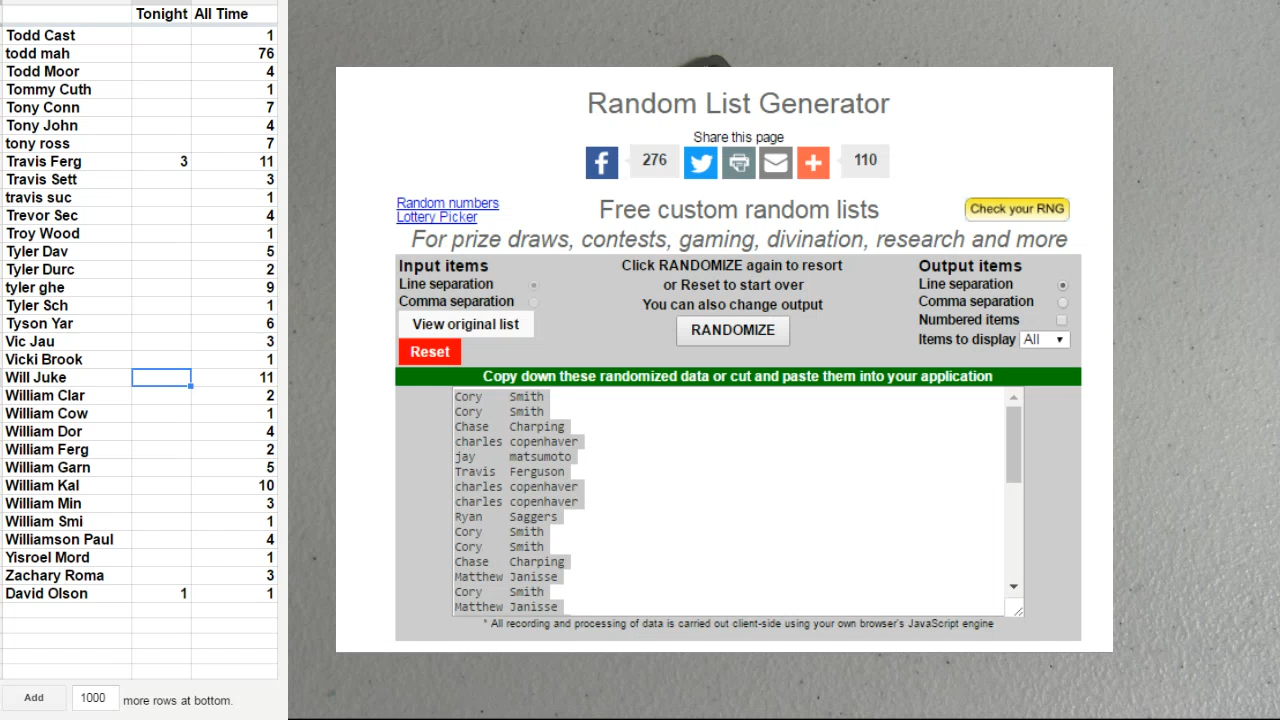 Tonight All Time
Todd Cast 1
todd mah 76
Todd Moor 4
Tommy Cuth 1
Tony Conn 7
Tony John 4
tony ross 7
Travis Ferg 3 11
Travis Sett 3
travis suc 1
Trevor Sec 4
Troy Wood 1
Tyler Dav 5
Tyler Durc 2
tyler ghe 9
Tyler Sch 1
Tyson Yar 6
Vic Jau 3
Vicki Brook 1
Will Juke 11
William Clar 2
William Cow 1
William Dor 4
William Ferg 2
William Garn 5
William Kal 10
William Min 3
William Smi 1
Williamson Paul 4
Yisroel Mord 1
Zachary Roma 3
David Olson 1 1
Add 1000 more rows at bottom.
Random List Generator
Share this page
276 110
Random numbers
Lottery Picker
Free custom random lists
Check your RNG
For prize draws, contests, gaming, divination, research and more
Input items
Line separation
Comma separation
View original list
Reset
Click RANDOMIZE again to resort
or Reset to start over
You can also change output
RANDOMIZE
Output items
Line separation
Comma separation
Numbered items
Items to display All
Copy down these randomized data or cut and paste them into your application
Cory Smith
Cory Smith
Chase Charping
charles copenhaver
jay matsumoto
Travis Ferguson
charles copenhaver
charles copenhaver
Ryan Saggers
Cory Smith
Cory Smith
Chase Charping
Matthew Janisse
Cory Smith
Matthew Janisse
* All recording and processing of data is carried out client-side using your own browser's JavaScript engine